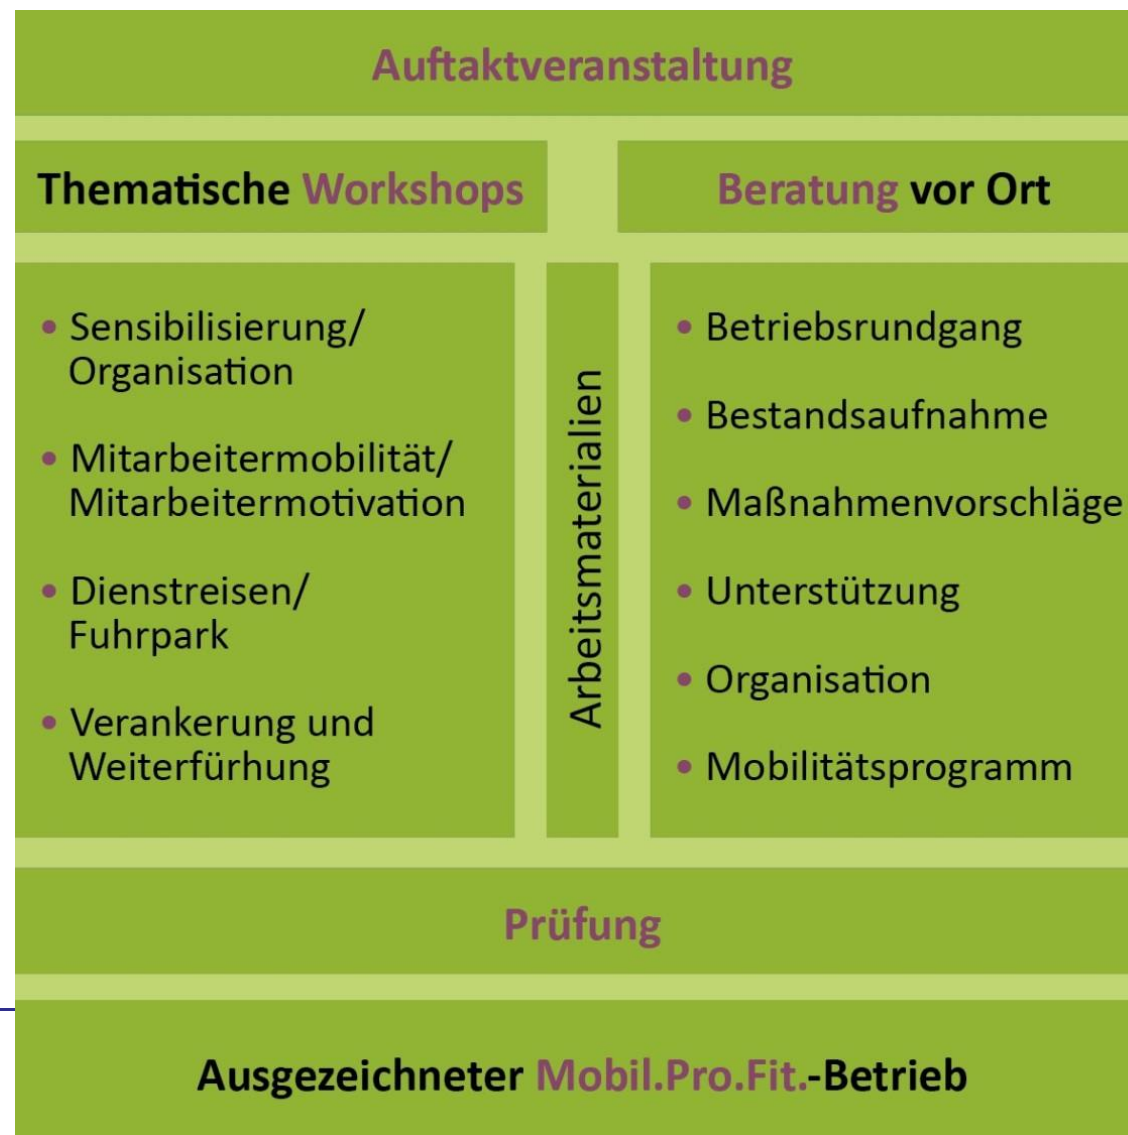 Auftaktveranstaltung
Thematische Workshops
Beratung vor Ort
• Sensibilisierung/
Organisation
• Mitarbeitermobilität/
Mitarbeitermotivation
• Dienstreisen/
Fuhrpark
• Verankerung und
Weiterfürhung
Arbeitsmaterialien
• Betriebsrundgang
• Bestandsaufnahme
• Maßnahmenvorschläge
• Unterstützung
• Organisation
• Mobilitätsprogramm
Prüfung
Ausgezeichneter Mobil.Pro.Fit.-Betrieb